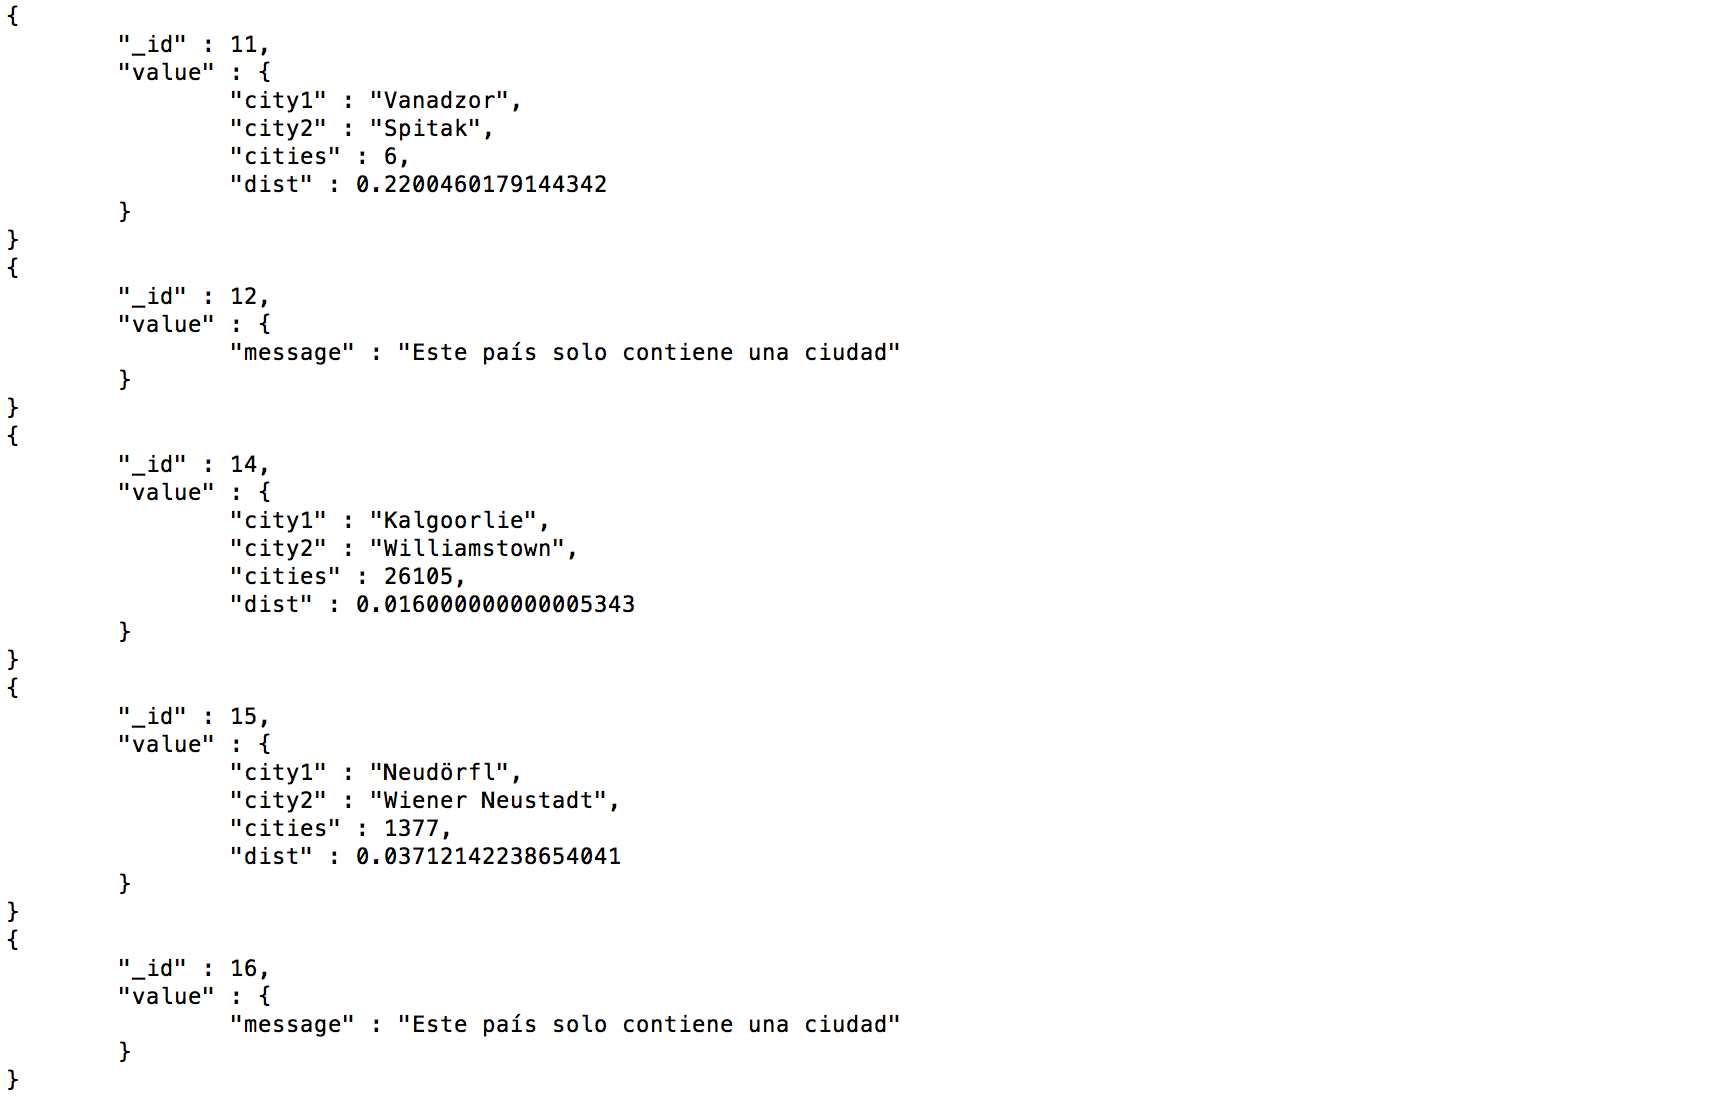 {
"_id" : 11,
"value" : {
"city1" : "Vanadzor",
"city2" : "Spitak",
"cities" : 6,
"dist" : 0.2200460179144342
}
}
{
"_id" : 12,
"value" : {
"message" : "Este país solo contiene una ciudad"
}
}
{
"_id" : 14,
"value" : {
"city1" : "Kalgoorlie",
"city2" : "Williamstown",
"cities" : 26105,
"dist" : 0.016000000000005343
}
}
{
"_id" : 15,
"value" : {
"city1" : "Neudörfl",
"city2" : "Wiener Neustadt",
"cities" : 1377,
"dist" : 0.03712142238654041
}
}
{
"_id" : 16,
"value" : {
"message" : "Este país solo contiene una ciudad"
}
}